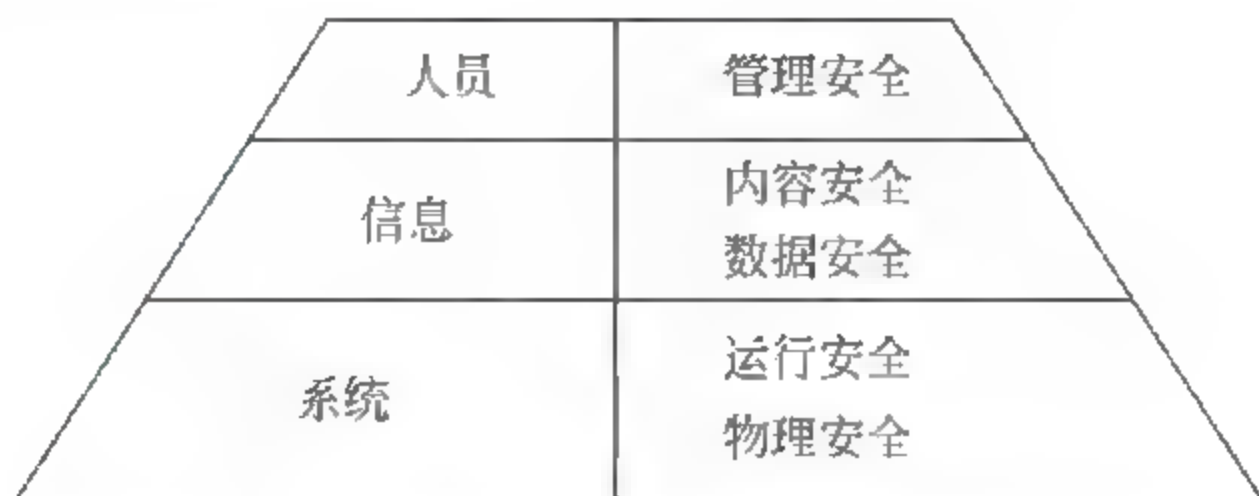 人员 管理安全
信息 内容安全
数据安全
系统 运行安全
物理安全